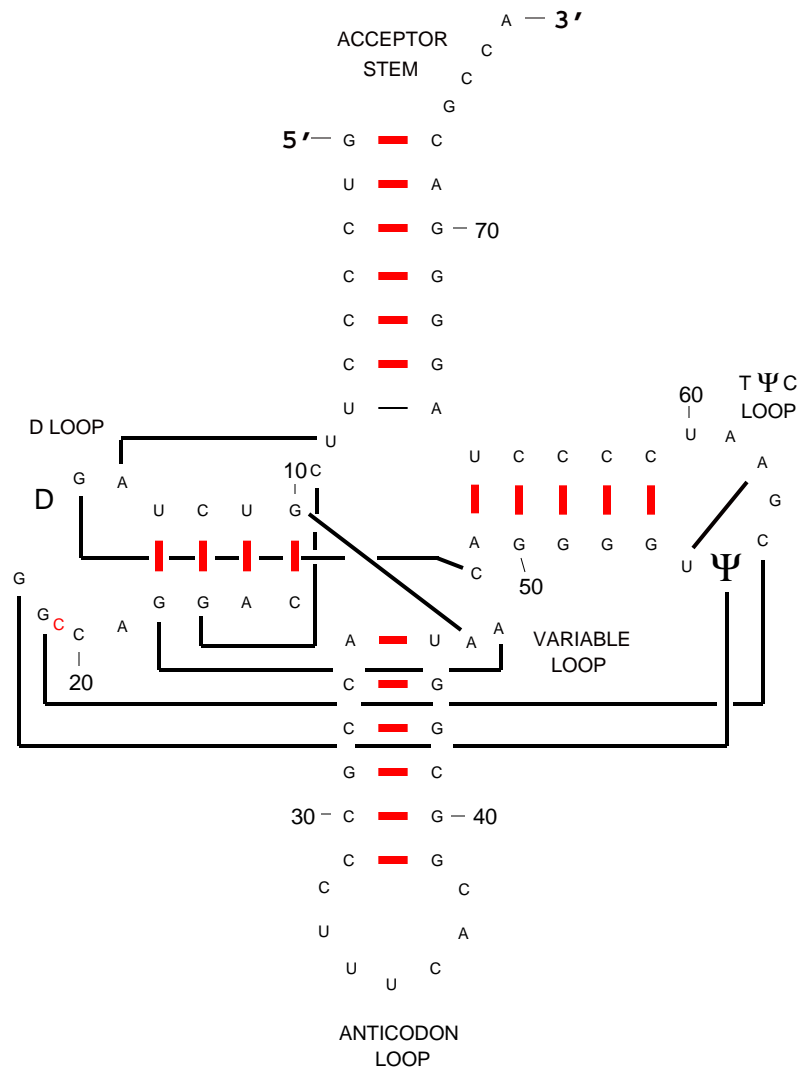 A — 3’
C
ACCEPTOR
STEM
C
G
5’ — G C
U A
C G — 70
C G
C G
C G
U A
T Ψ C
LOOP
60
U A
D LOOP
U
U C C C C
A
10 C
G A
D
G
U C U G
A G G G G U Ψ
C
C
50
G
G C C A G G A C
20
A U A A
VARIABLE
LOOP
C G
C G
G C
30 — C G — 40
C G
C C
U A
U C
U
ANTICODON
LOOP